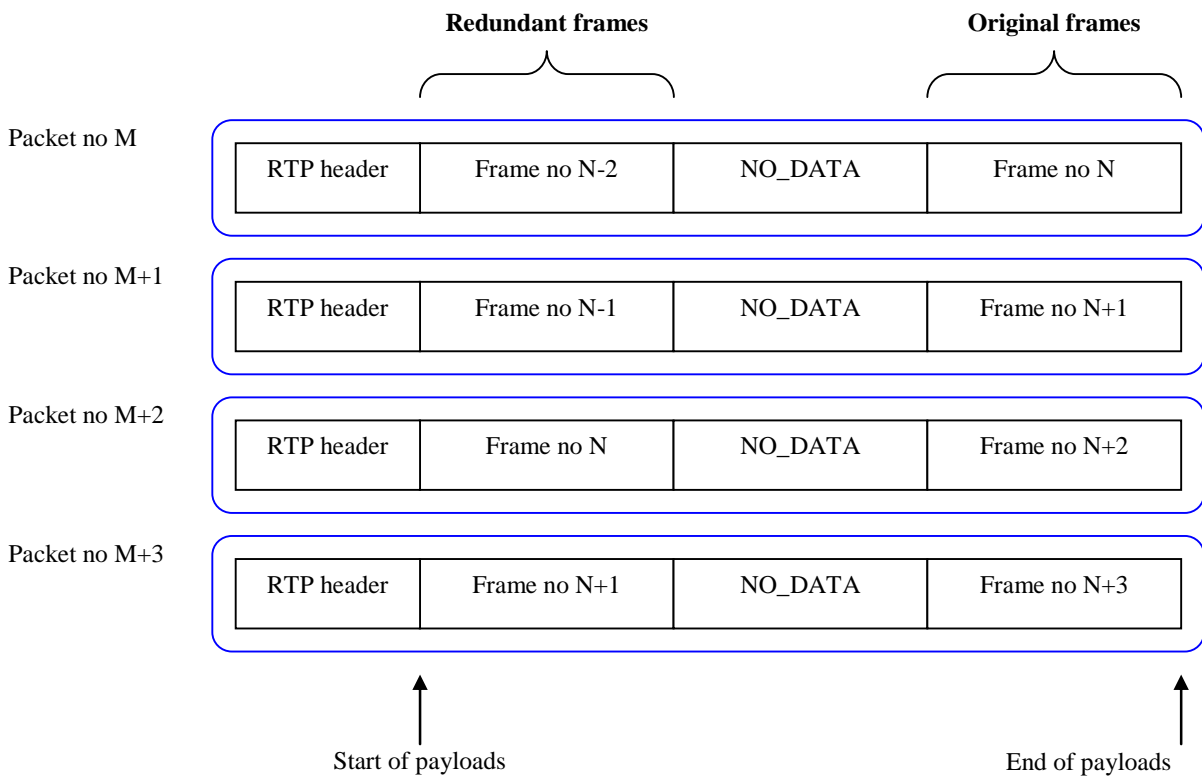 Redundant frames Original frames
Packet no M
RTP header Frame no N-2 NO_DATA Frame no N
Packet no M+1
RTP header Frame no N-1 NO_DATA Frame no N+1
Packet no M+2
RTP header Frame no N NO_DATA Frame no N+2
Packet no M+3
RTP header Frame no N+1 NO_DATA Frame no N+3
Start of payloads End of payloads